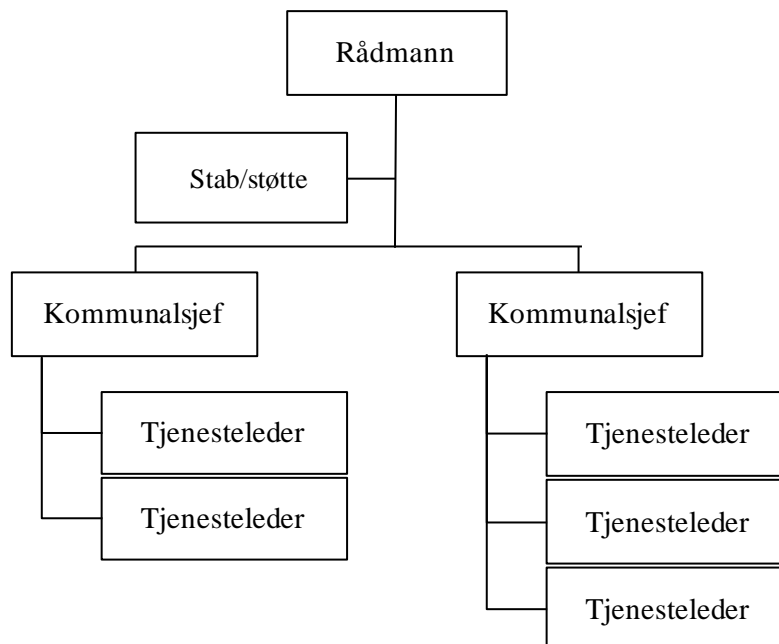 Rådmann
Stab/støtte
Kommunalsjef
Tjenesteleder
Tjenesteleder
Kommunalsjef
Tjenesteleder
Tjenesteleder
Tjenesteleder